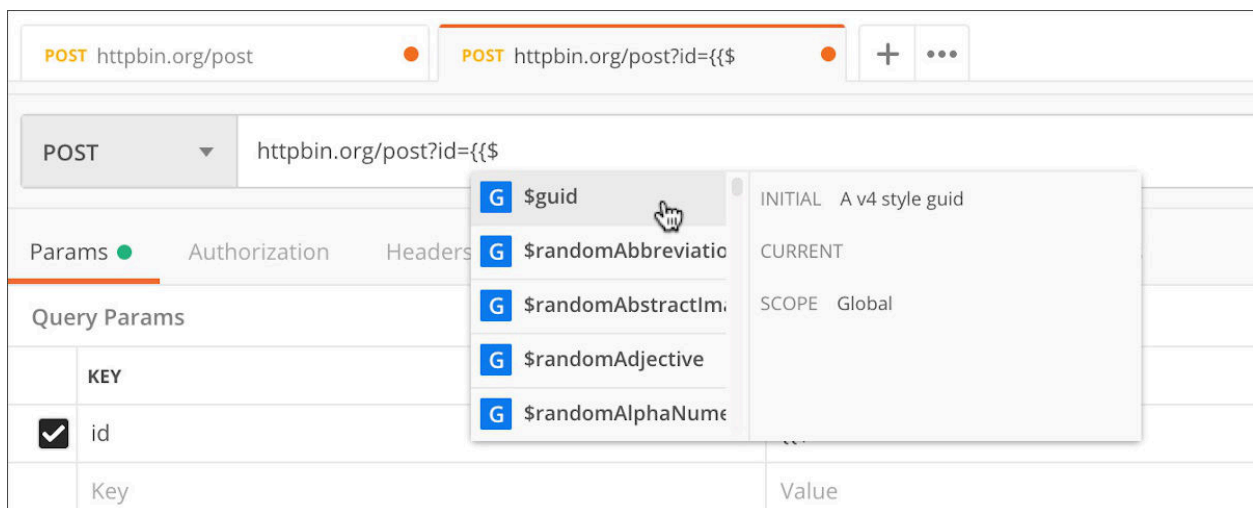 POST httpbin.org/post
POST httpbin.org/post?id={{$
POST
httpbin.org/post?id={{$
$guid
INITIAL A v4 style guid
Params
Authorization
Headers
G $randomAbbreviatio
CURRENT
G $randomAbstractIma
SCOPE Global
Query Params
G $randomAdjective
KEY
G $randomAlphaNume
id
Key
Value